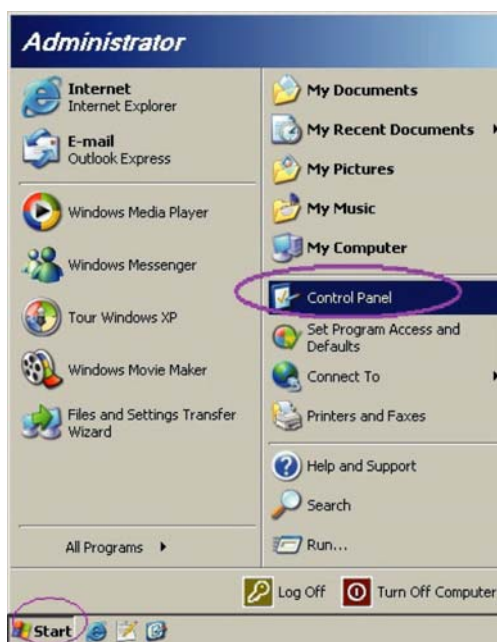 Administrator
Internet
Internet Explorer
E-mail
Outlook Express
Windows Media Player
Windows Messenger
Tour Windows XP
Windows Movie Maker
Files and Settings Transfer
Wizard
All Programs
My Documents
My Recent Documents
My Pictures
My Music
My Computer
Control Panel
Set Program Access and
Defaults
Connect To
Printers and Faxes
Help and Support
Search
Run...
Log Off
Turn Off Computer
Start